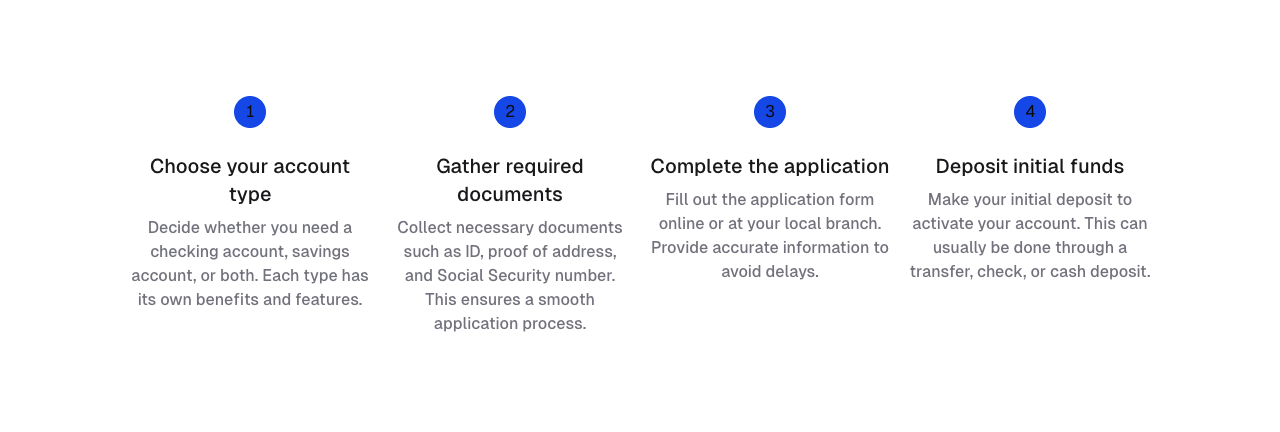 1
Choose your account
type
Decide whether you need a
checking account, savings
account, or both. Each type has
its own benefits and features.
2
Gather required
documents
Collect necessary documents
such as ID, proof of address,
and Social Security number.
This ensures a smooth
application process.
3
Complete the application
Fill out the application form
online or at your local branch.
Provide accurate information to
avoid delays.
4
Deposit initial funds
Make your initial deposit to
activate your account. This can
usually be done through a
transfer, check, or cash deposit.